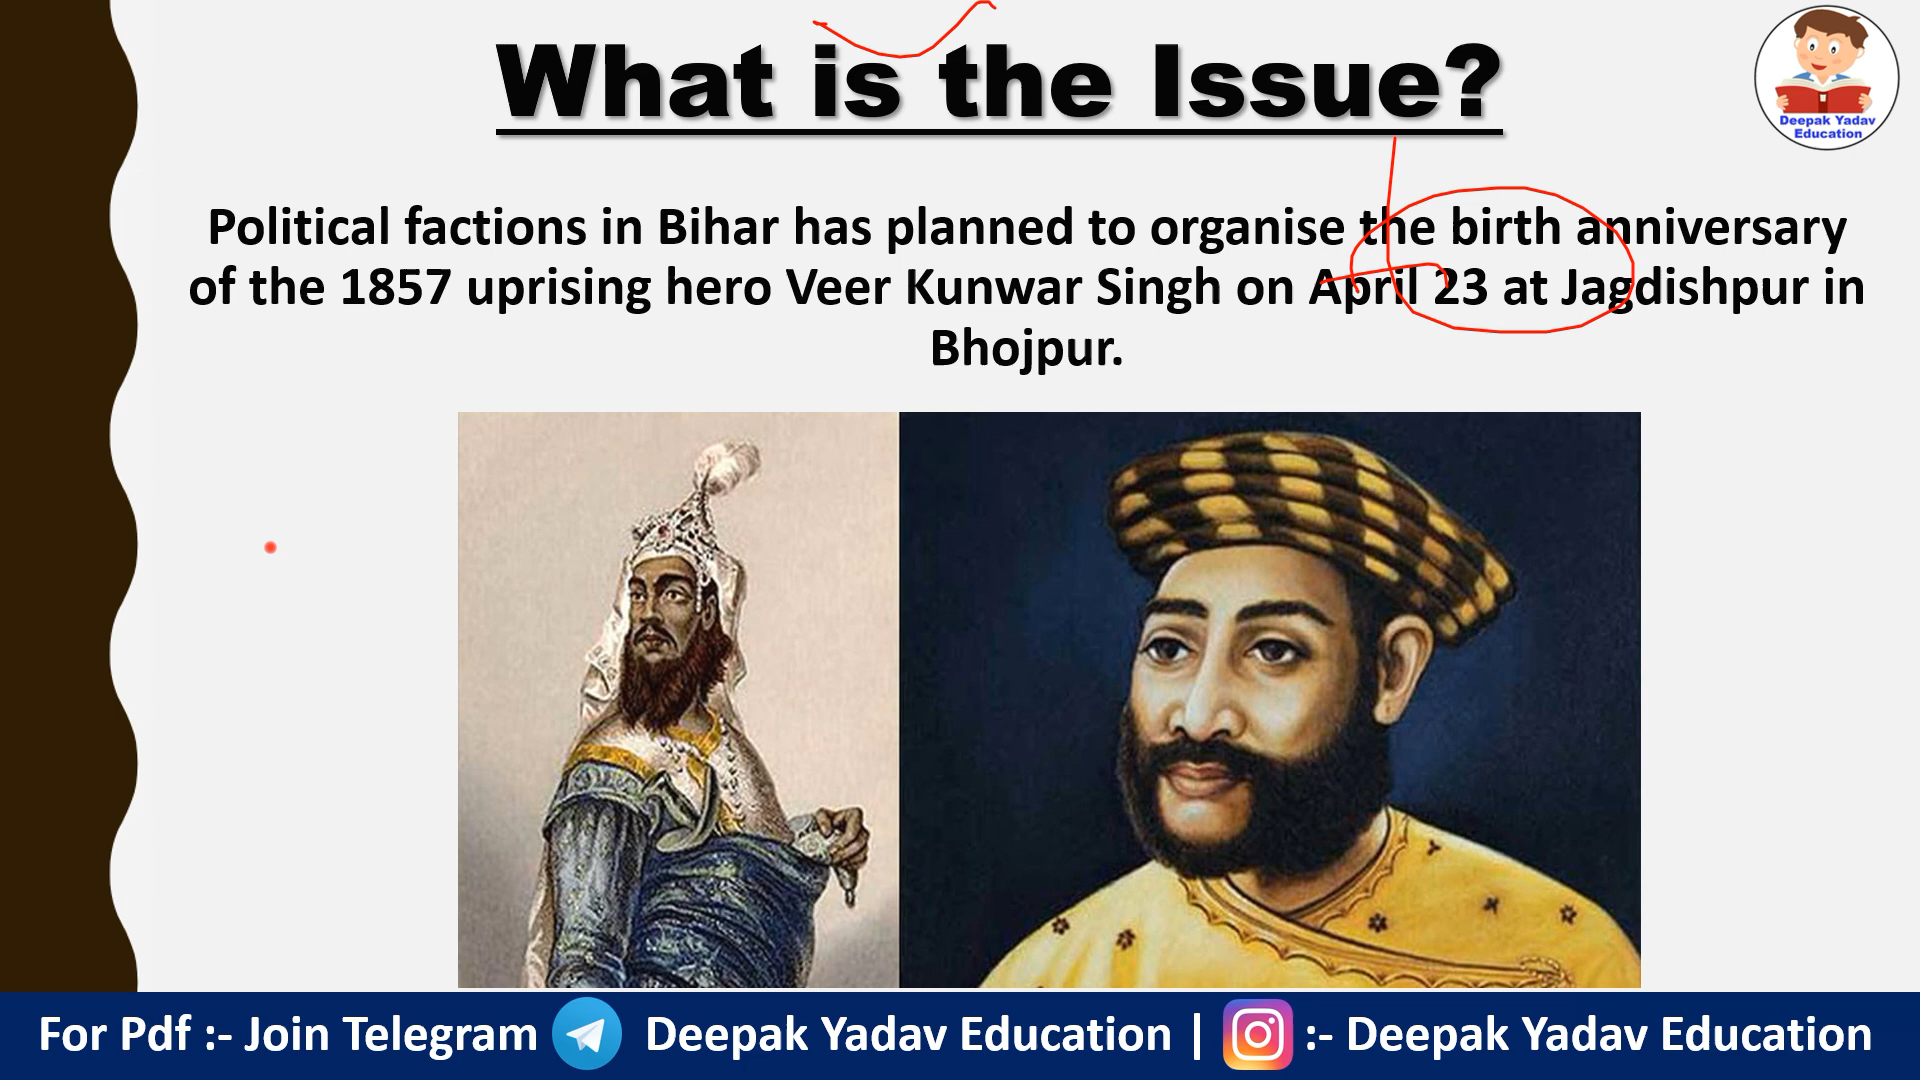 What is the Issue?
Deepak Yadav
Education
Political factions in Bihar has planned to organise the birth anniversary
of the 1857 uprising hero Veer Kunwar Singh on April 23 at Jagdishpur in
Bhojpur.
For Pdf :- Join Telegram Deepak Yadav Education | :- Deepak Yadav Education